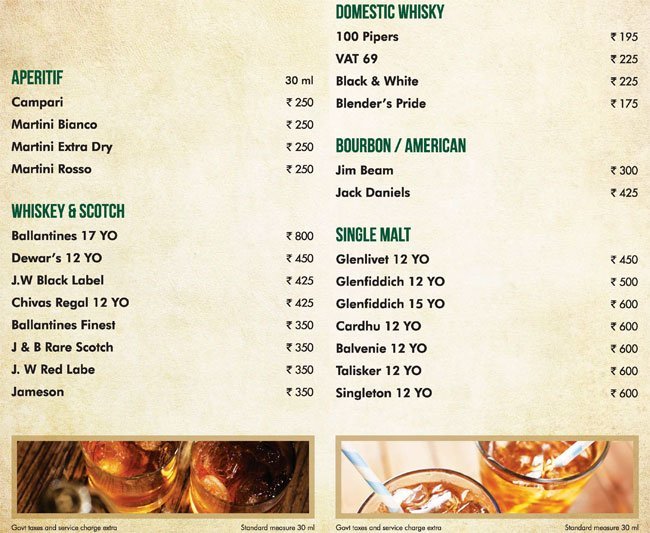 APERITIF 30 ml
Campari ₹ 250
Martini Bianco ₹ 250
Martini Extra Dry ₹ 250
Martini Rosso ₹ 250
WHISKEY & SCOTCH
Ballantines 17 YO ₹ 800
Dewar's 12 YO ₹ 450
J.W Black Label ₹ 425
Chivas Regal 12 YO ₹ 425
Ballantines Finest ₹ 350
J & B Rare Scotch ₹ 350
J. W Red Labe ₹ 350
Jameson ₹ 350
Govt taxes and service charge extra Standard measure 30 ml
DOMESTIC WHISKY
100 Pipers ₹ 195
VAT 69 ₹ 225
Black & White ₹ 225
Blender's Pride ₹ 175
BOURBON / AMERICAN
Jim Beam ₹ 300
Jack Daniels ₹ 425
SINGLE MALT
Glenlivet 12 YO ₹ 450
Glenfiddich 12 YO ₹ 500
Glenfiddich 15 YO ₹ 600
Cardhu 12 YO ₹ 600
Balvenie 12 YO ₹ 600
Talisker 12 YO ₹ 600
Singleton 12 YO ₹ 600
Govt taxes and service charge extra Standard measure 30 ml